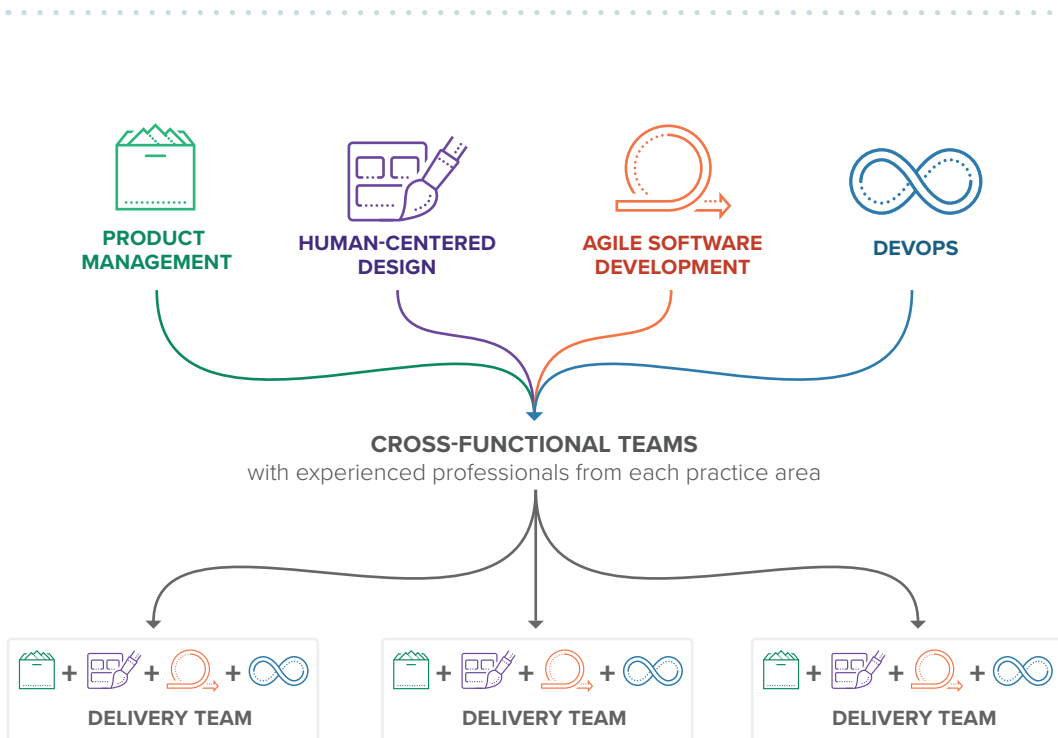 PRODUCT
MANAGEMENT
HUMAN-CENTERED
DESIGN
AGILE SOFTWARE
DEVELOPMENT
DEVOPS
CROSS-FUNCTIONAL TEAMS
with experienced professionals from each practice area
+ + +
+ + +
+ + +
DELIVERY TEAM
DELIVERY TEAM
DELIVERY TEAM